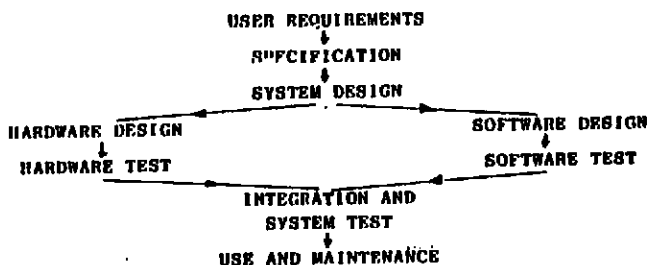 USER REQUIREMENTS
SPECIFICATION
SYSTEM DESIGN
HARDWARE DESIGN
SOFTWARE DESIGN
HARDWARE TEST
SOFTWARE TEST
INTEGRATION AND
SYSTEM TEST
USE AND MAINTENANCE